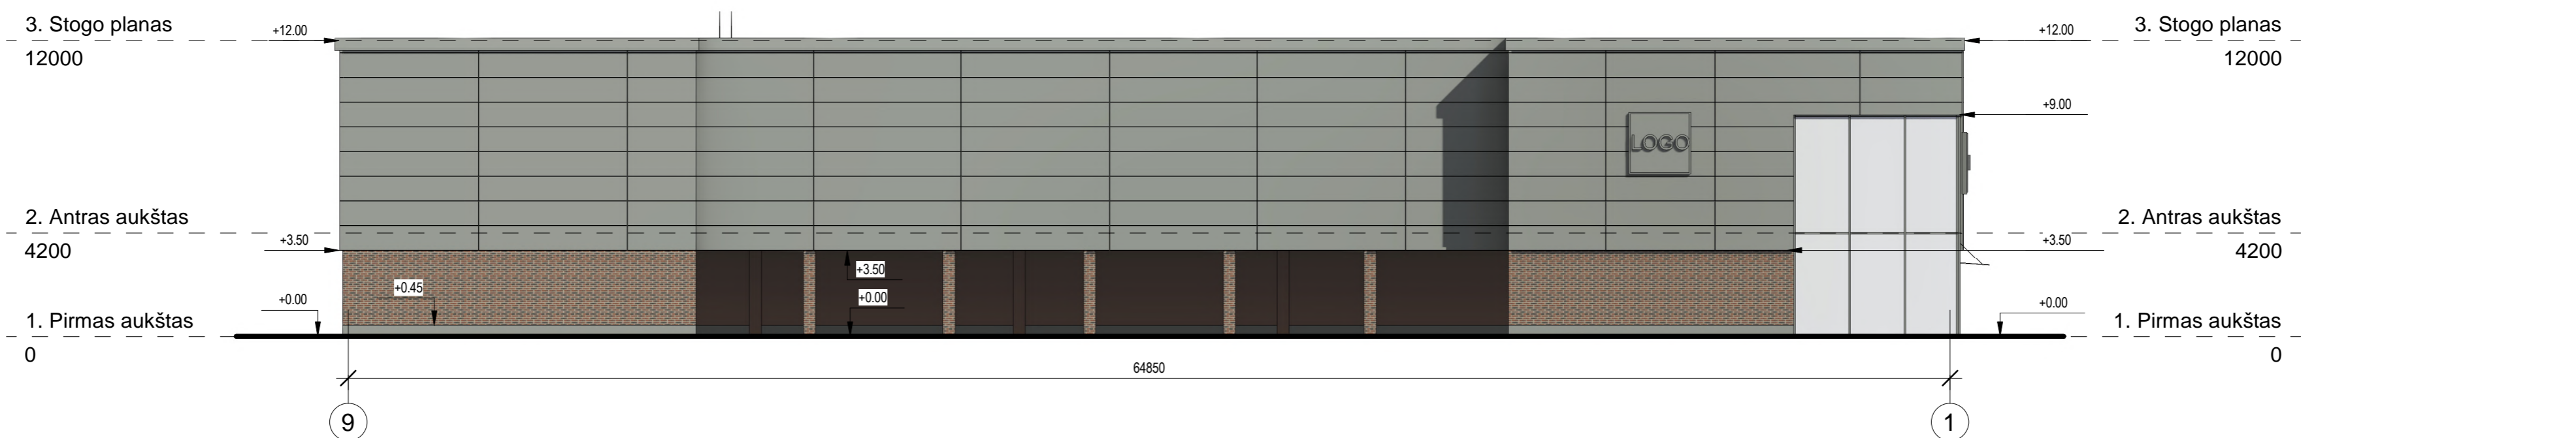 3. Stogo planas
12000
+12.00
+12.00
3. Stogo planas
12000
+9.00
LOGO
2. Antras aukštas
4200
+3.50
+3.50
2. Antras aukštas
4200
+3.50
+0.45
+0.00
+0.00
+0.00
1. Pirmas aukštas
0
1. Pirmas aukštas
0
64850
9
1